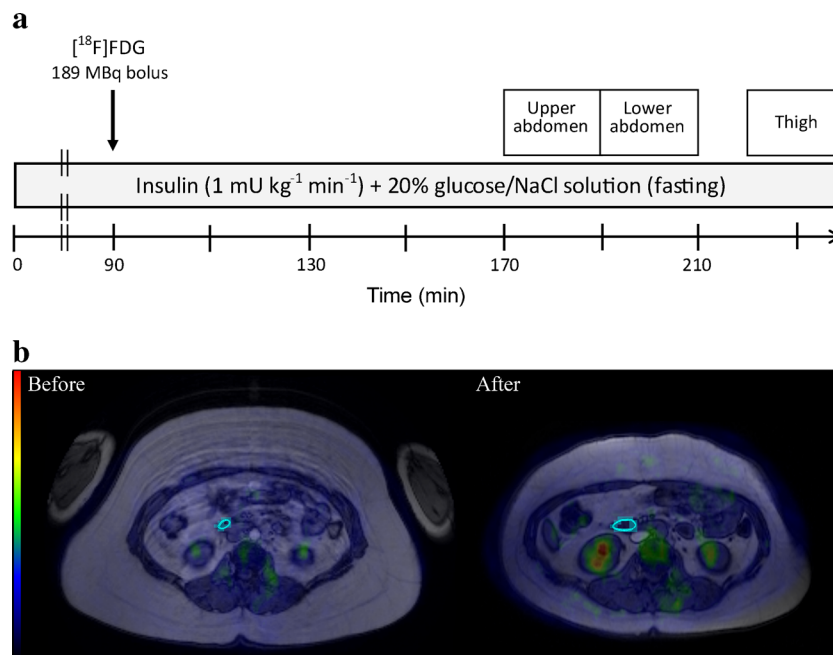 a
[¹⁸F]FDG
189 MBq bolus
Upper
abdomen
Lower
abdomen
Thigh
Insulin (1 mU kg⁻¹ min⁻¹) + 20% glucose/NaCl solution (fasting)
0 90 130 170 210
Time (min)
b
Before
After